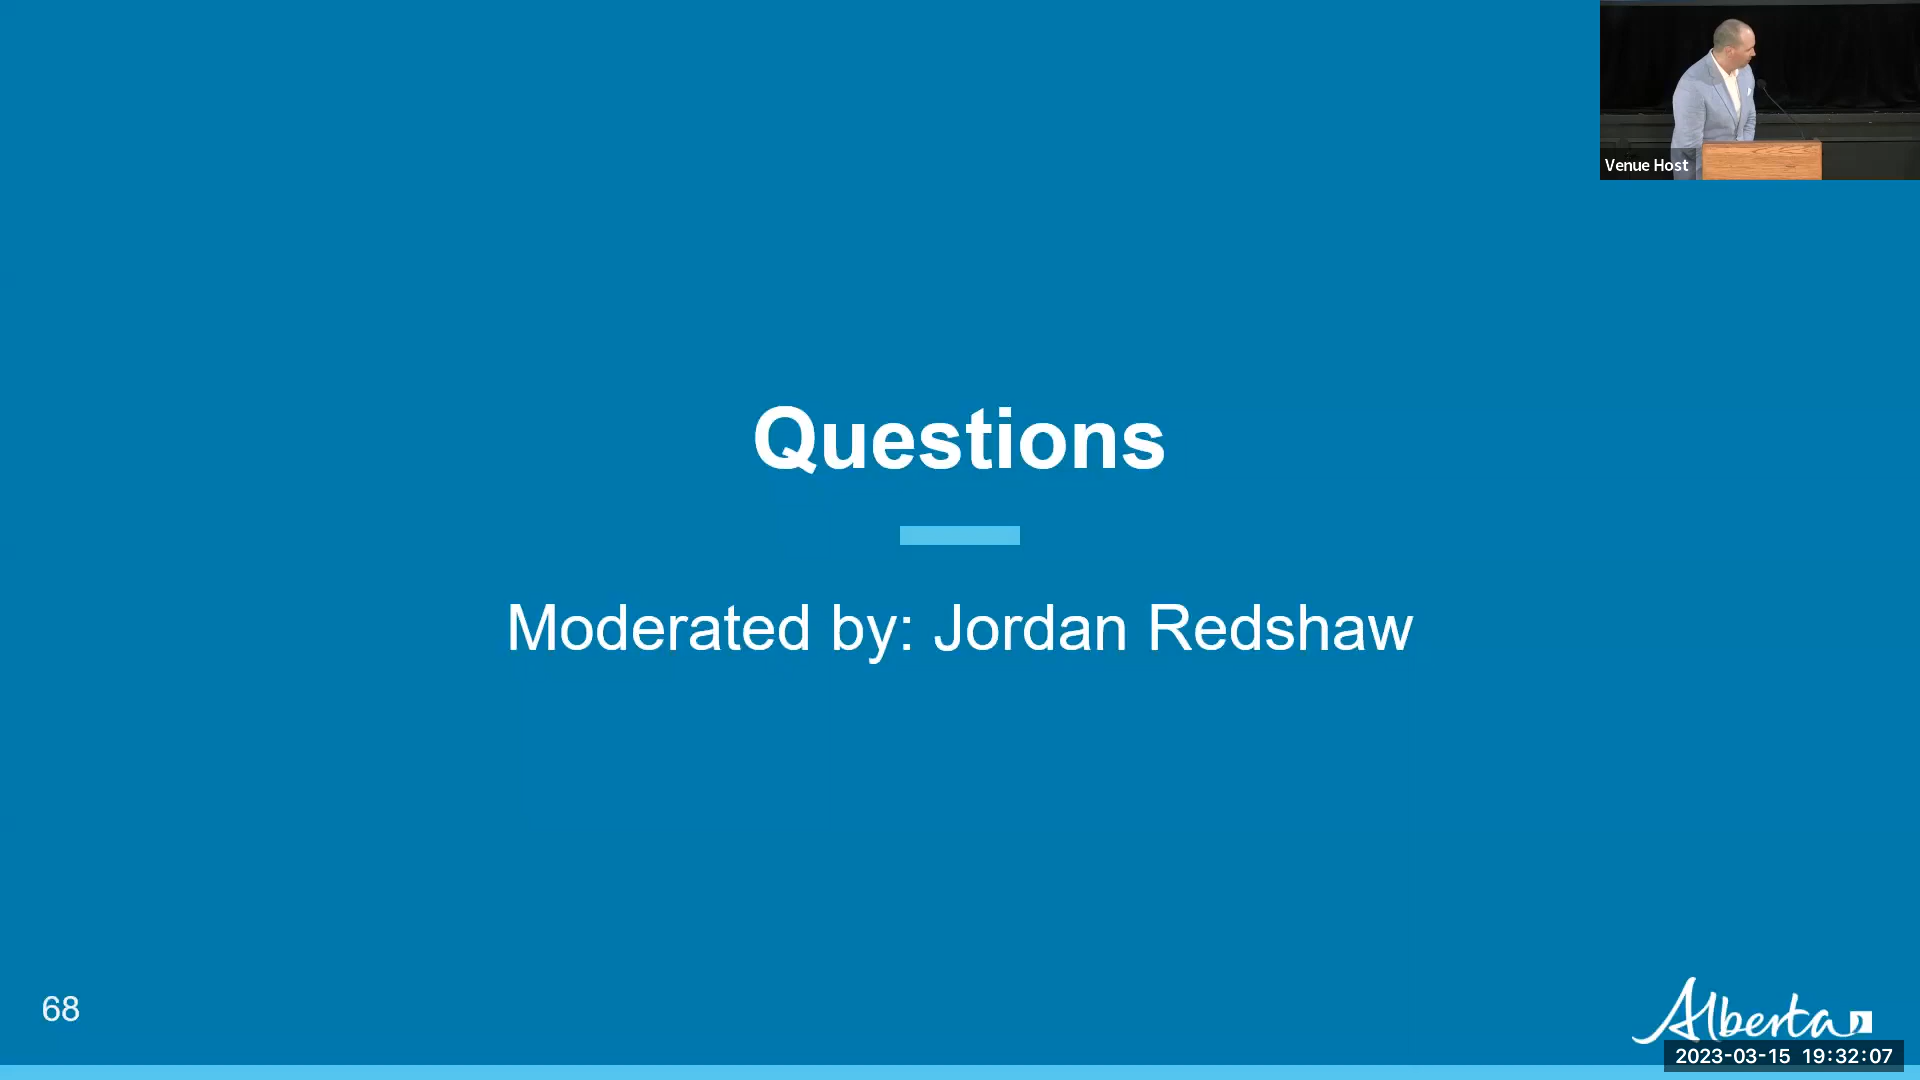 Venue Host
Questions
Moderated by: Jordan Redshaw
68
Alberta
2023-03-15 19:32:07